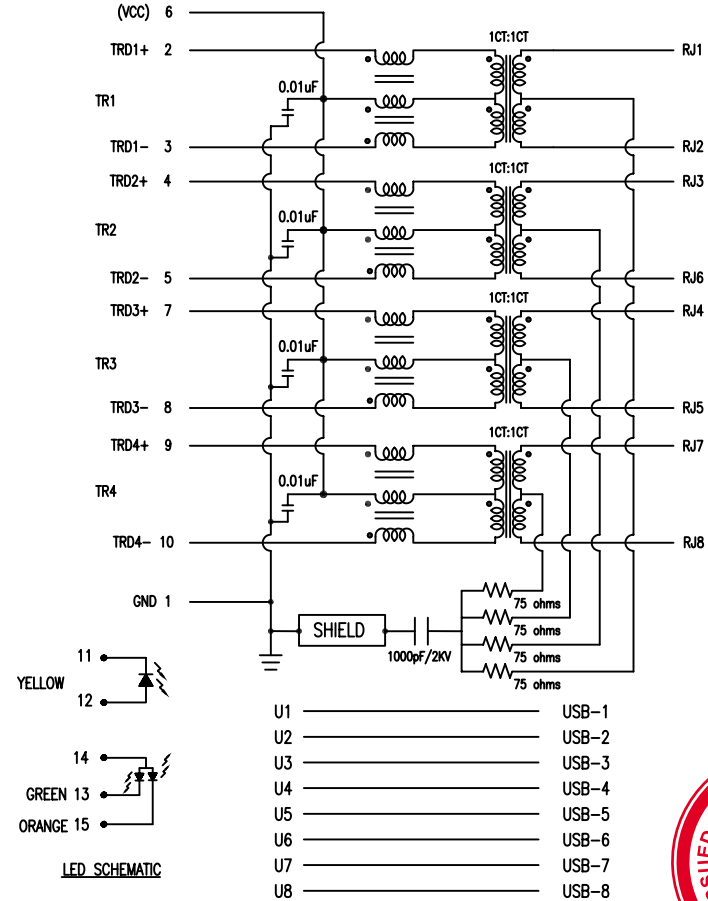 (VCC) 6
1CT:1CT
TRD1+ 2
RJ1
0.01uF
TR1
TRD1- 3
RJ2
1CT:1CT
TRD2+ 4
RJ3
0.01uF
TR2
TRD2- 5
RJ6
1CT:1CT
TRD3+ 7
RJ4
0.01uF
TR3
TRD3- 8
RJ5
1CT:1CT
TRD4+ 9
RJ7
0.01uF
TR4
TRD4- 10
RJ8
GND 1
75 ohms
75 ohms
SHIELD
1000pF/2KV
75 ohms
75 ohms
11
YELLOW
12
14
GREEN 13
ORANGE 15
LED SCHEMATIC
U1 USB-1
U2 USB-2
U3 USB-3
U4 USB-4
U5 USB-5
U6 USB-6
U7 USB-7
U8 USB-8